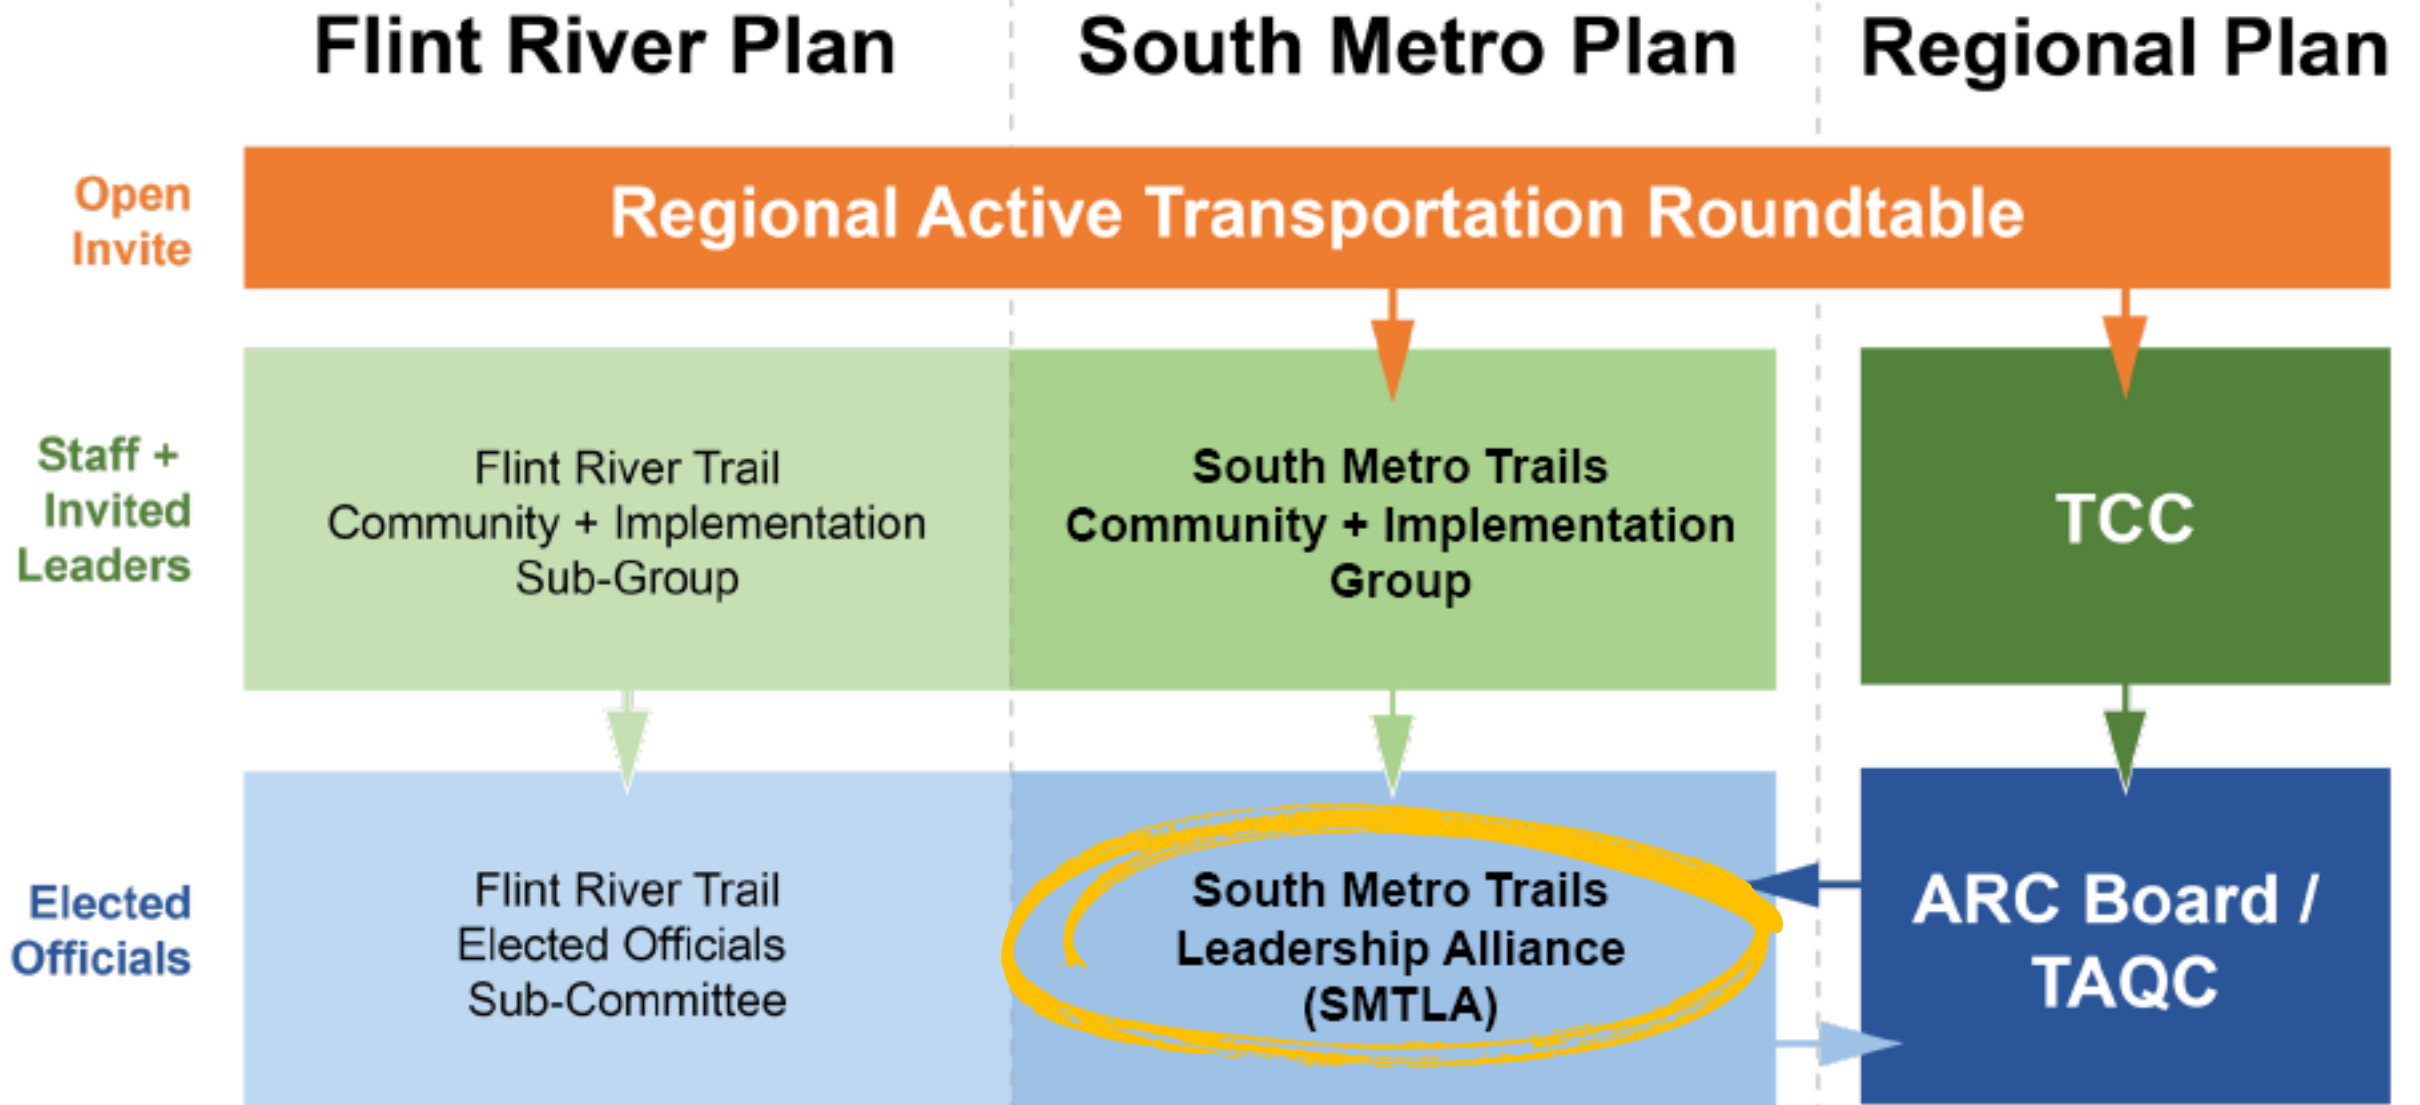 Flint River Plan
South Metro Plan
Regional Plan
Open
Invite
Regional Active Transportation Roundtable
Staff +
Invited
Leaders
Flint River Trail
Community + Implementation
Sub-Group
South Metro Trails
Community + Implementation
Group
TCC
Elected
Officials
Flint River Trail
Elected Officials
Sub-Committee
South Metro Trails
Leadership Alliance
(SMTLA)
ARC Board /
TAQC